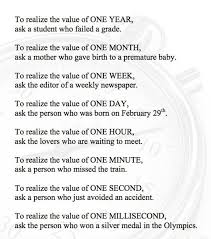 To realize the value of ONE YEAR,
ask a student who failed a grade.
To realize the value of ONE MONTH,
ask a mother who gave birth to a premature baby.
To realize the value of ONE WEEK,
ask the editor of a weekly newspaper.
To realize the value of ONE DAY,
ask the person who was born on February 29th.
To realize the value of ONE HOUR,
ask the lovers who are waiting to meet.
To realize the value of ONE MINUTE,
ask a person who missed the train.
To realize the value of ONE SECOND,
ask a person who just avoided an accident.
To realize the value of ONE MILLISECOND,
ask the person who won a silver medal in the Olympics.